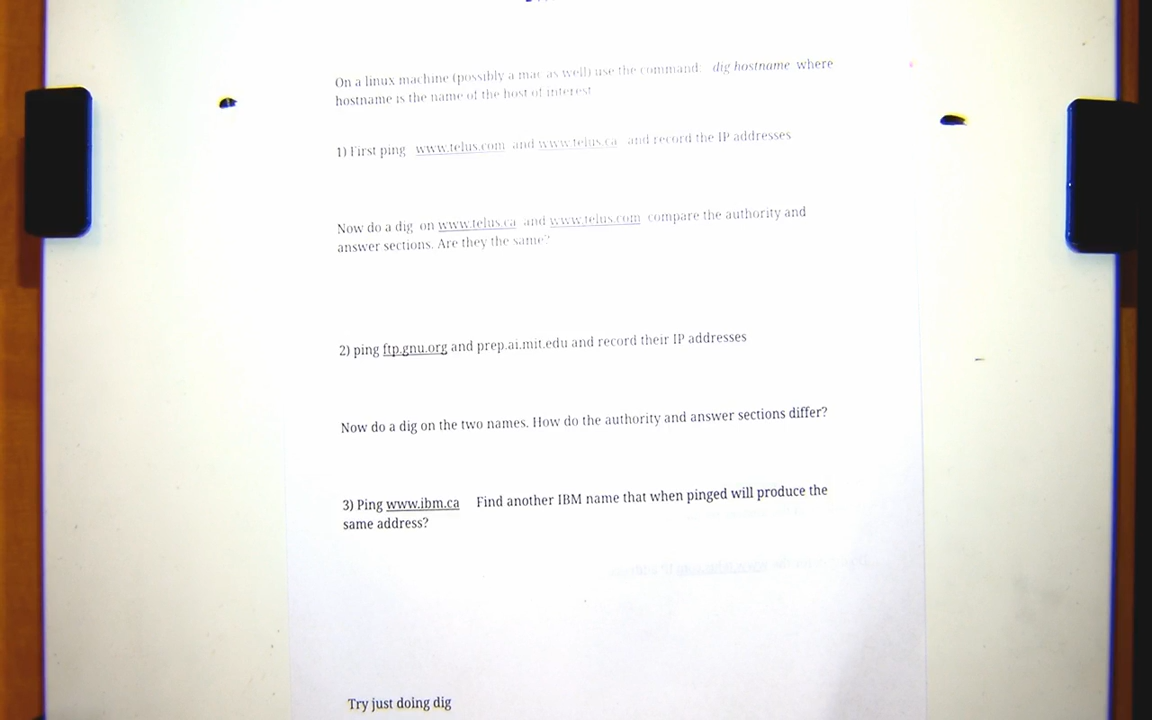 On a linux machine (possibly a mac as well) use the command: dig hostname where
hostname is the name of the host of interest
1) First ping www.telus.com and www.telus.ca and record the IP addresses
Now do a dig on www.telus.ca and www.telus.com compare the authority and
answer sections. Are they the same?
2) ping ftp.gnu.org and prep.ai.mit.edu and record their IP addresses
Now do a dig on the two names. How do the authority and answer sections differ?
3) Ping www.ibm.ca Find another IBM name that when pinged will produce the
same address?
Try just doing dig